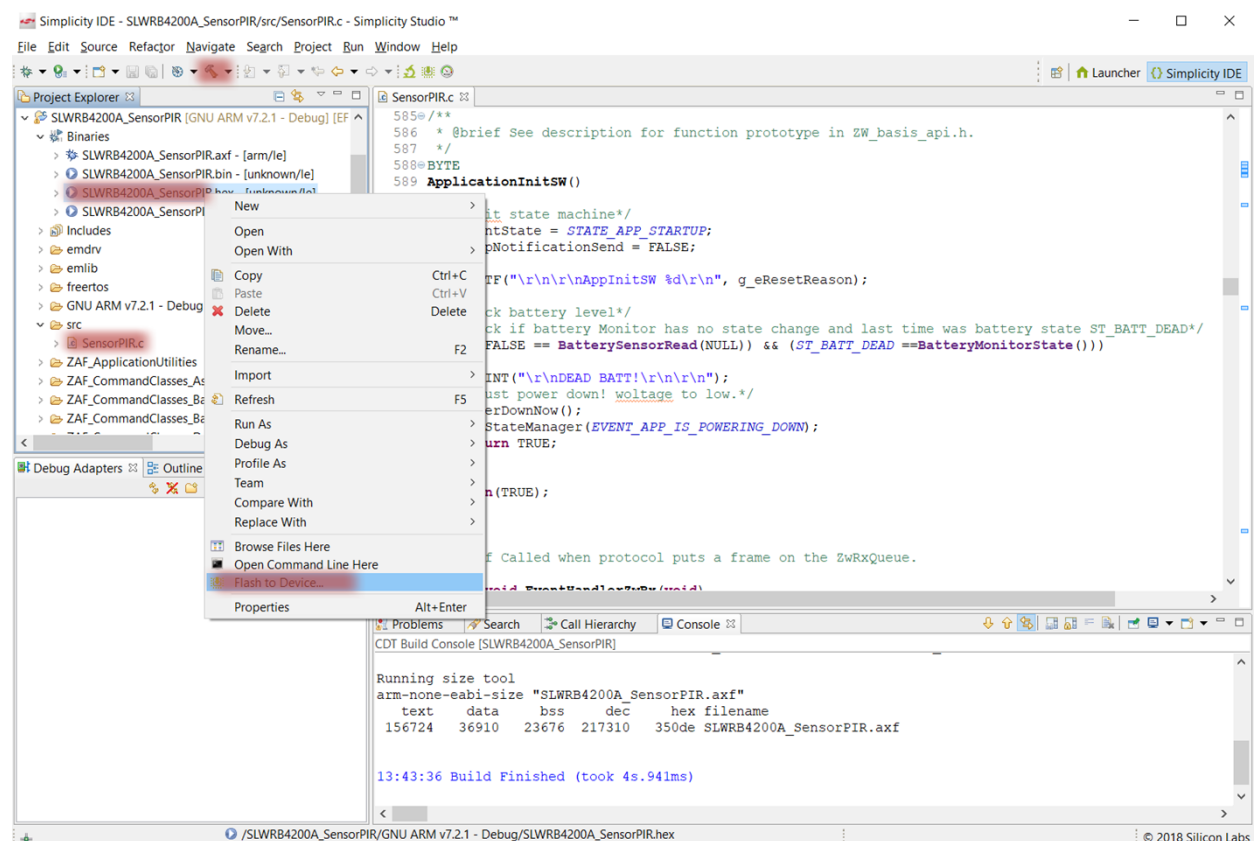 Simplicity IDE - SLWRB4200A_SensorPIR/src/SensorPIR.c - Simplicity Studio ™
File Edit Source Refactor Navigate Search Project Run Window Help
Launcher Simplicity IDE
Project Explorer
SLWRB4200A_SensorPIR [GNU ARM v7.2.1 - Debug] [EF
Binaries
SLWRB4200A_SensorPIR.axf - [arm/le]
SLWRB4200A_SensorPIR.bin - [unknown/le]
SLWRB4200A_SensorPIR.hex - [unknown/le]
SLWRB4200A_SensorPI
Includes
emdrv
emlib
freertos
GNU ARM v7.2.1 - Debug
src
SensorPIR.c
ZAF_ApplicationUtilities
ZAF_CommandClasses_As
ZAF_CommandClasses_Ba
ZAF_CommandClasses_Ba
Debug Adapters Outline
New
Open
Open With
Copy Ctrl+C
Paste Ctrl+V
Delete Delete
Move...
Rename... F2
Import
Refresh F5
Run As
Debug As
Profile As
Team
Compare With
Replace With
Browse Files Here
Open Command Line Here
Flash to Device...
Properties Alt+Enter
SensorPIR.c
585 /**
586 * @brief See description for function prototype in ZW_basis_api.h.
587 */
588 BYTE
589 ApplicationInitSW()
it state machine*/
ntState = STATE_APP_STARTUP;
pNotificationSend = FALSE;
TF("\r\n\r\nAppInitSW %d\r\n", g_eResetReason);
ck battery level*/
ck if battery Monitor has no state change and last time was battery state ST_BATT_DEAD*/
FALSE == BatterySensorRead(NULL)) && (ST_BATT_DEAD ==BatteryMonitorState()))
INT("\r\nDEAD BATT!\r\n\r\n");
ust power down! woltage to low.*/
erDownNow();
StateManager(EVENT_APP_IS_POWERING_DOWN);
urn TRUE;
n(TRUE);
f Called when protocol puts a frame on the ZwRxQueue.
void EventHandlerZwRx(void)
Problems Search Call Hierarchy Console
CDT Build Console [SLWRB4200A_SensorPIR]
Running size tool
arm-none-eabi-size "SLWRB4200A_SensorPIR.axf"
text data bss dec hex filename
156724 36910 23676 217310 350de SLWRB4200A_SensorPIR.axf
13:43:36 Build Finished (took 4s.941ms)
/SLWRB4200A_SensorPIR/GNU ARM v7.2.1 - Debug/SLWRB4200A_SensorPIR.hex
© 2018 Silicon Labs